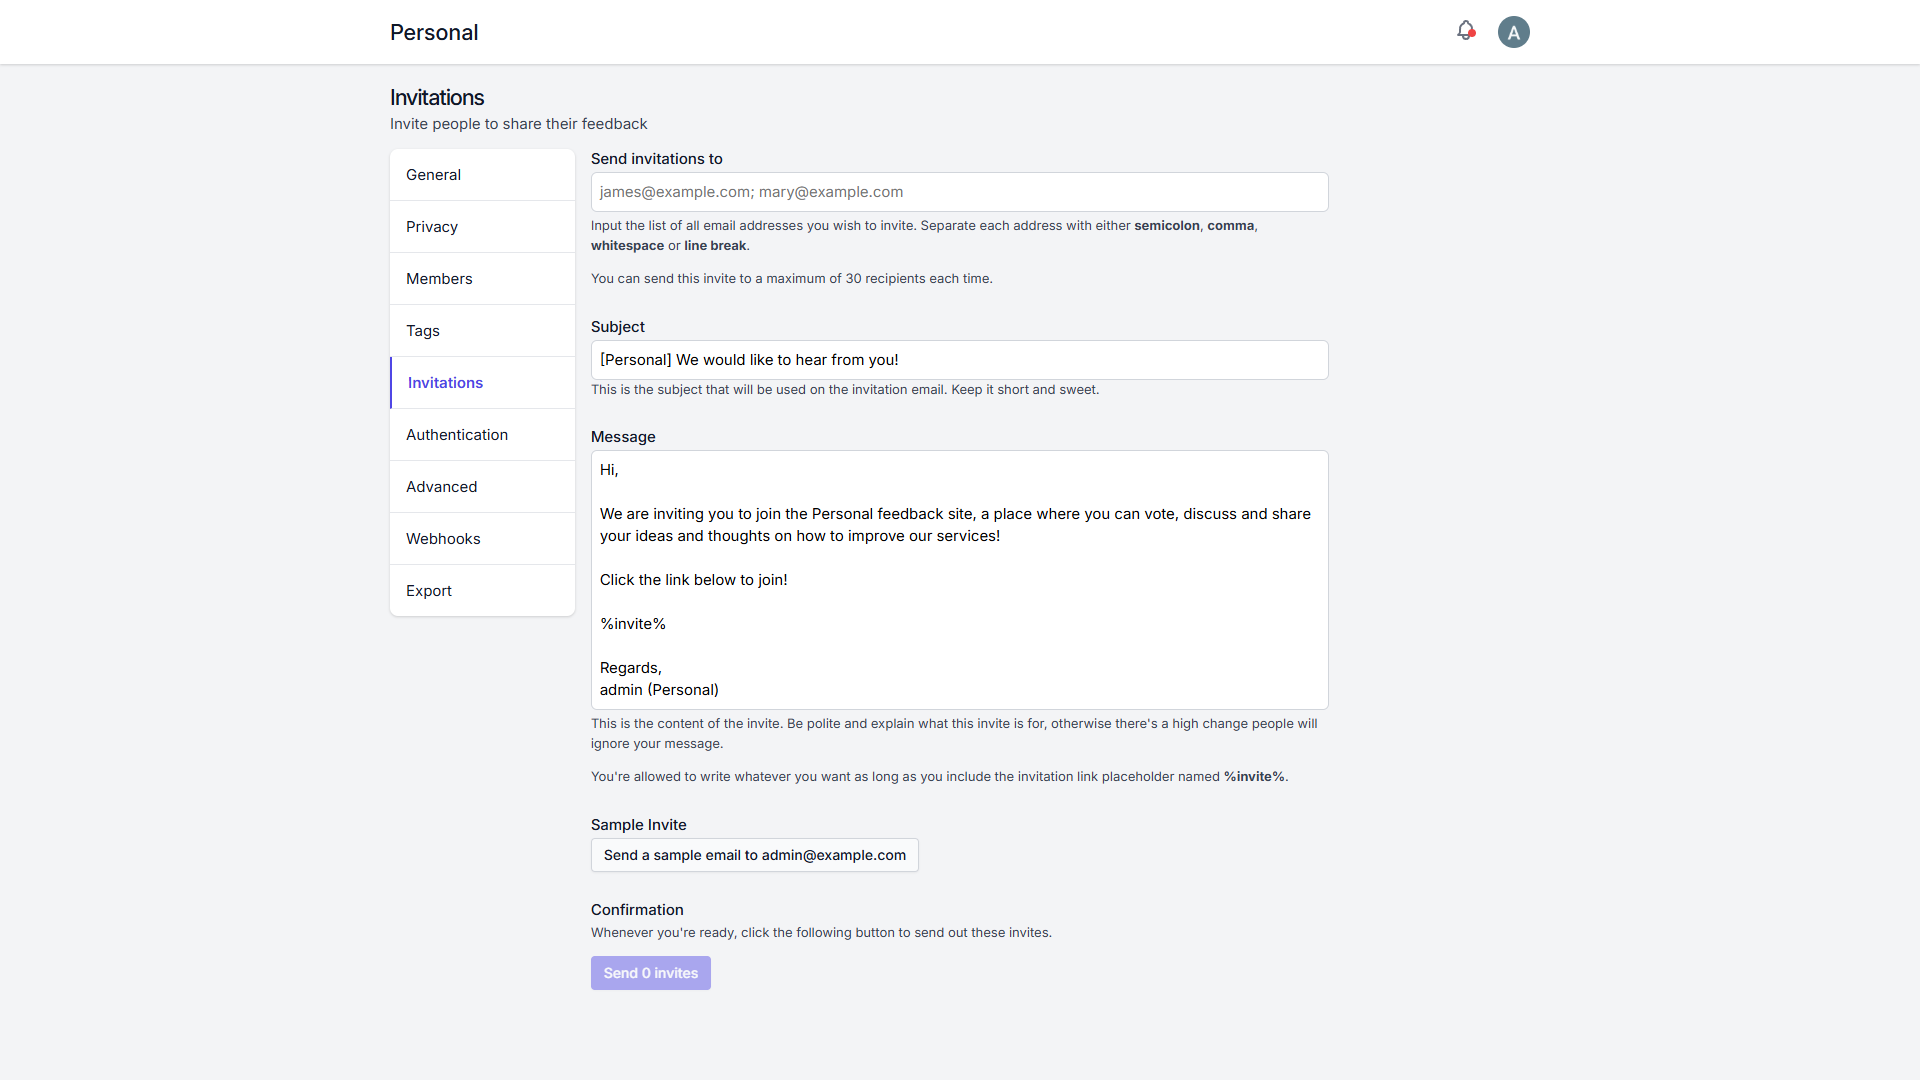 Personal
A
Invitations
Invite people to share their feedback
General
Privacy
Members
Tags
Invitations
Authentication
Advanced
Webhooks
Export
Send invitations to
james@example.com; mary@example.com
Input the list of all email addresses you wish to invite. Separate each address with either semicolon, comma,
whitespace or line break.
You can send this invite to a maximum of 30 recipients each time.
Subject
[Personal] We would like to hear from you!
This is the subject that will be used on the invitation email. Keep it short and sweet.
Message
Hi,
We are inviting you to join the Personal feedback site, a place where you can vote, discuss and share
your ideas and thoughts on how to improve our services!
Click the link below to join!
%invite%
Regards,
admin (Personal)
This is the content of the invite. Be polite and explain what this invite is for, otherwise there's a high change people will
ignore your message.
You're allowed to write whatever you want as long as you include the invitation link placeholder named %invite%.
Sample Invite
Send a sample email to admin@example.com
Confirmation
Whenever you're ready, click the following button to send out these invites.
Send 0 invites